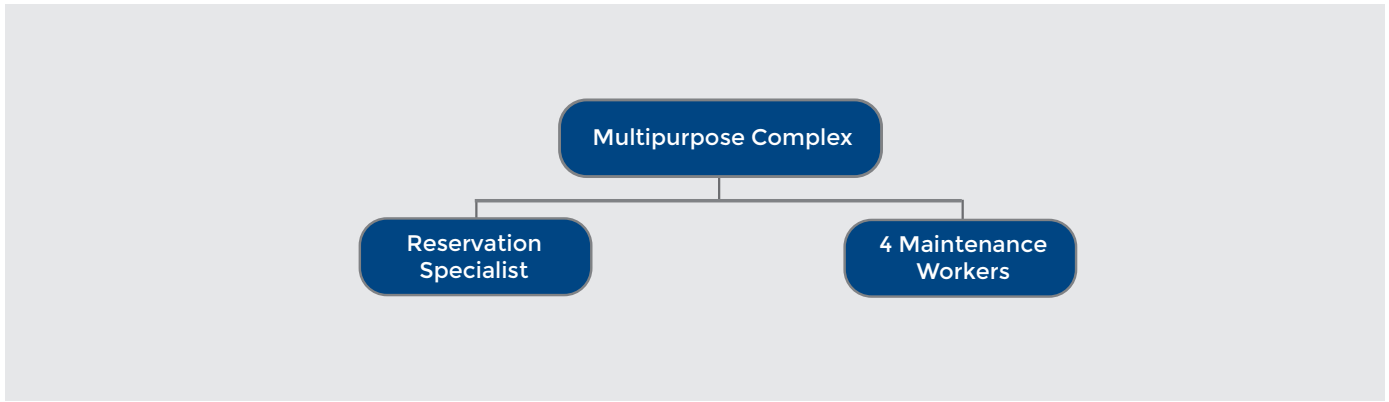 Multipurpose Complex
Reservation
Specialist
4 Maintenance
Workers